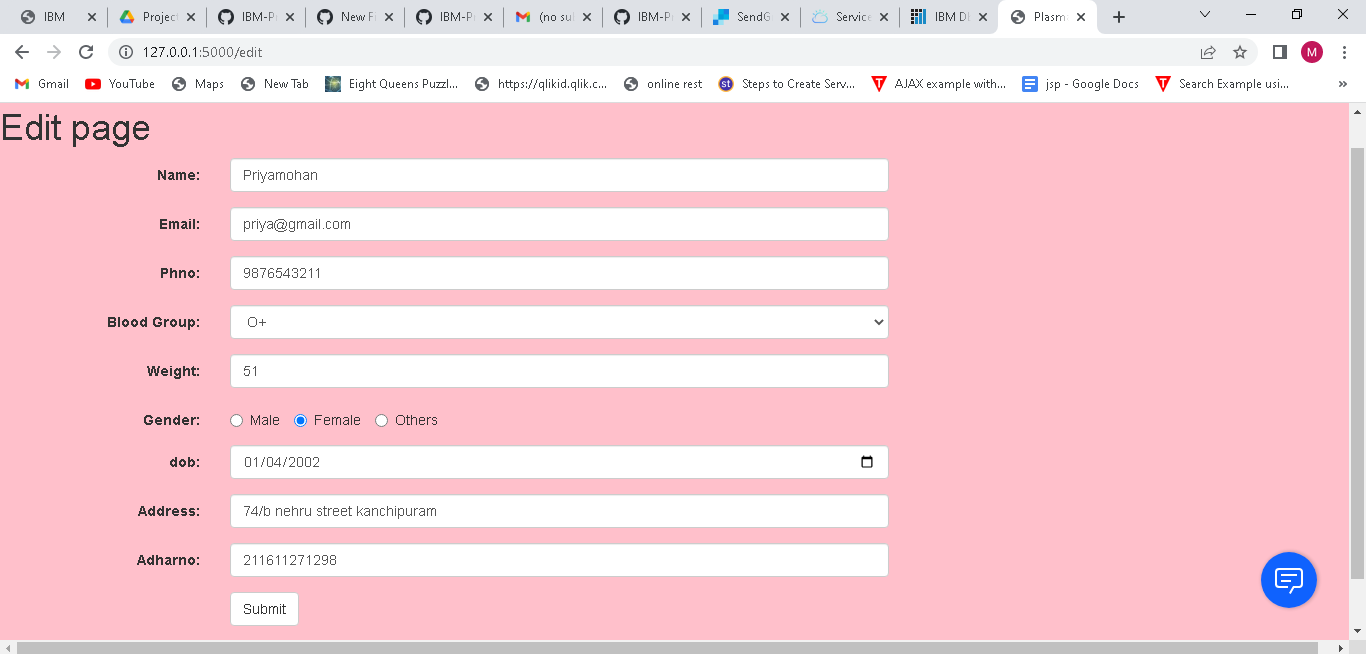 IBM Project IBM-P New F IBM-P (no su IBM-P SendG Service IBM D Plasm
127.0.0.1:5000/edit M
Gmail YouTube Maps New Tab Eight Queens Puzzl... https://qlikid.qlik.c... online rest st Steps to Create Serv... AJAX example with... jsp - Google Docs Search Example usi... »
Edit page
Name: Priyamohan
Email: priya@gmail.com
Phno: 9876543211
Blood Group: O+
Weight: 51
Gender: Male Female Others
dob: 01/04/2002
Address: 74/b nehru street kanchipuram
Adharno: 211611271298
Submit